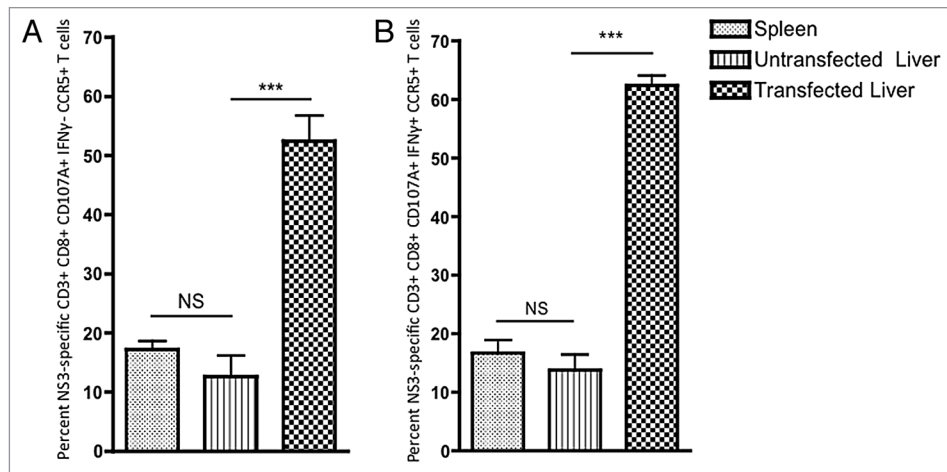 A
Percent NS3-specific CD3+ CD8+ CD107A+ IFNγ- CCR5+ T cells
70
60
50
40
30
20
10
0
NS
***
B
Percent NS3-specific CD3+ CD8+ CD107A+ IFNγ+ CCR5+ T cells
70
60
50
40
30
20
10
0
NS
***
Spleen
Untransfected Liver
Transfected Liver